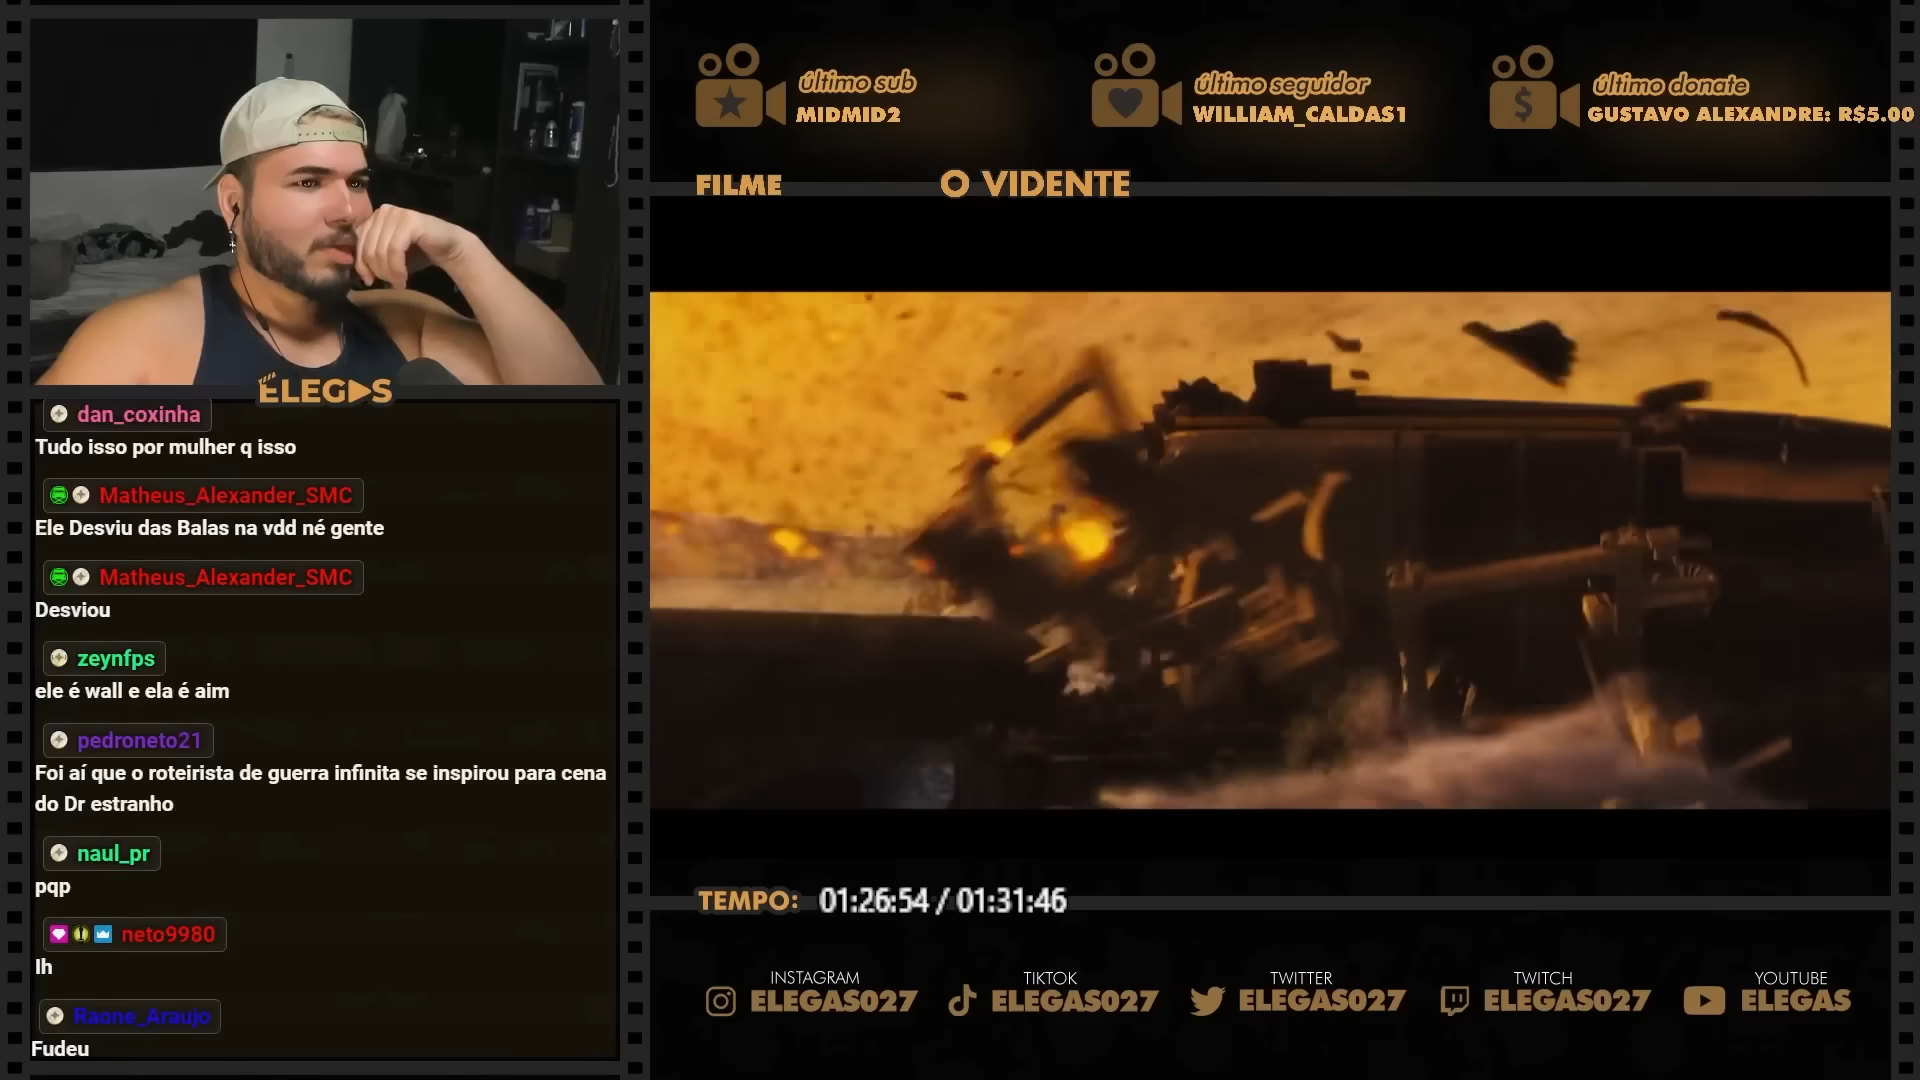 último sub
MIDMID2
último seguidor
WILLIAM_CALDAS1
último donate
GUSTAVO ALEXANDRE: R$5.00
FILME
O VIDENTE
ELEGAS
dan_coxinha
Tudo isso por mulher q isso
Matheus_Alexander_SMC
Ele Desviu das Balas na vdd né gente
Matheus_Alexander_SMC
Desviou
zeynfps
ele é wall e ela é aim
pedroneto21
Foi aí que o roteirista de guerra infinita se inspirou para cena
do Dr estranho
naul_pr
pqp
neto9980
Ih
Raone_Araujo
Fudeu
TEMPO: 01:26:54 / 01:31:46
INSTAGRAM
ELEGAS027
TIKTOK
ELEGAS027
TWITTER
ELEGAS027
TWITCH
ELEGAS027
YOUTUBE
ELEGAS